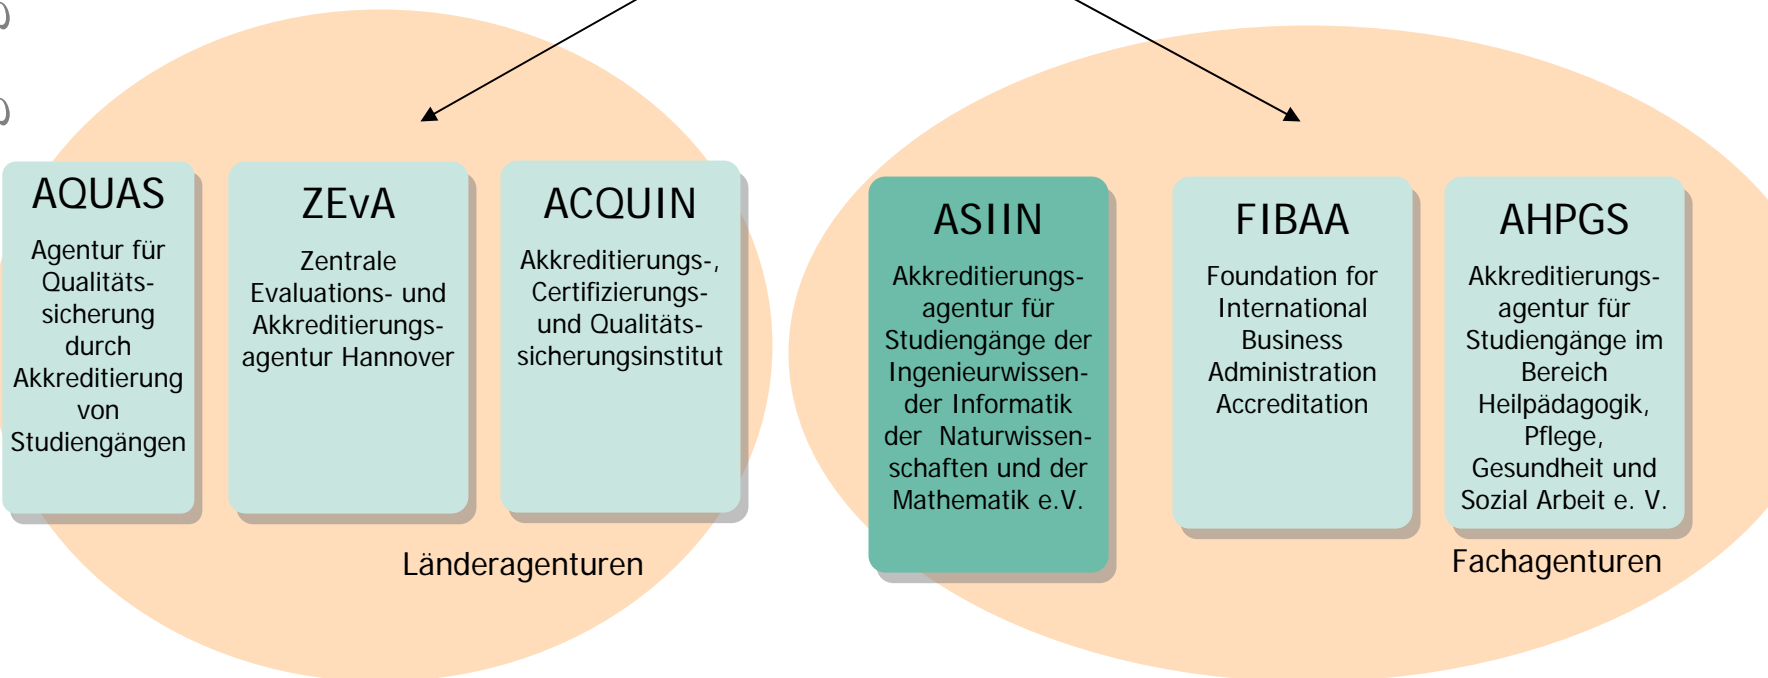 AQUAS
Agentur für
Qualitäts-
sicherung
durch
Akkreditierung
von
Studiengängen
ZEvA
Zentrale
Evaluations- und
Akkreditierungs-
agentur Hannover
ACQUIN
Akkreditierungs-,
Certifizierungs-
und Qualitäts-
sicherungsinstitut
Länderagenturen
ASIIN
Akkreditierungs-
agentur für
Studiengänge der
Ingenieurwissen-
der Informatik
der  Naturwissen-
schaften und der
Mathematik e.V.
FIBAA
Foundation for
International
Business
Administration
Accreditation
AHPGS
Akkreditierungs-
agentur für
Studiengänge im
Bereich
Heilpädagogik,
Pflege,
Gesundheit und
Sozial Arbeit e. V.
Fachagenturen